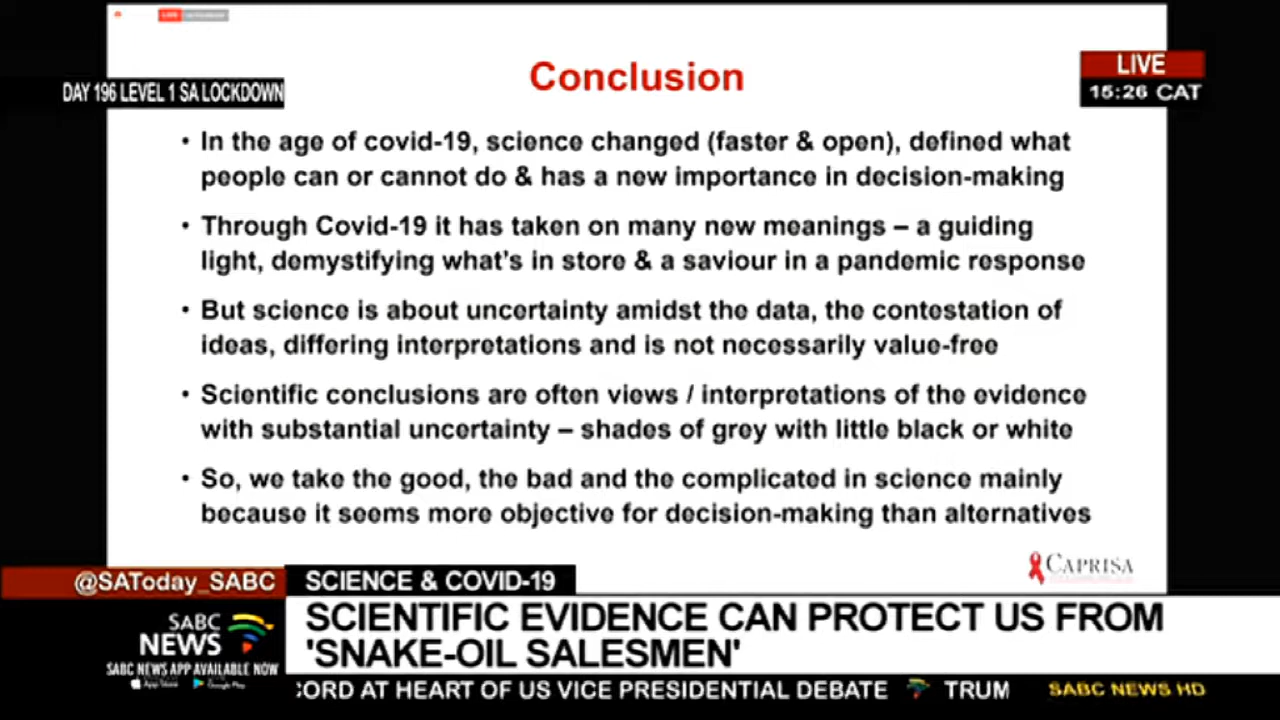 LIVE
Conclusion
DAY 196 LEVEL 1 SA LOCKDOWN
LIVE
15:26 CAT
• In the age of covid-19, science changed (faster & open), defined what
people can or cannot do & has a new importance in decision-making
• Through Covid-19 it has taken on many new meanings – a guiding
light, demystifying what's in store & a saviour in a pandemic response
• But science is about uncertainty amidst the data, the contestation of
ideas, differing interpretations and is not necessarily value-free
• Scientific conclusions are often views / interpretations of the evidence
with substantial uncertainty – shades of grey with little black or white
• So, we take the good, the bad and the complicated in science mainly
because it seems more objective for decision-making than alternatives
CAPRISA
@SAToday_SABC
SCIENCE & COVID-19
SABC
NEWS
SABC NEWS APP AVAILABLE NOW
App Store Google Play
SCIENTIFIC EVIDENCE CAN PROTECT US FROM
'SNAKE-OIL SALESMEN'
CORD AT HEART OF US VICE PRESIDENTIAL DEBATE TRUM
SABC NEWS HD